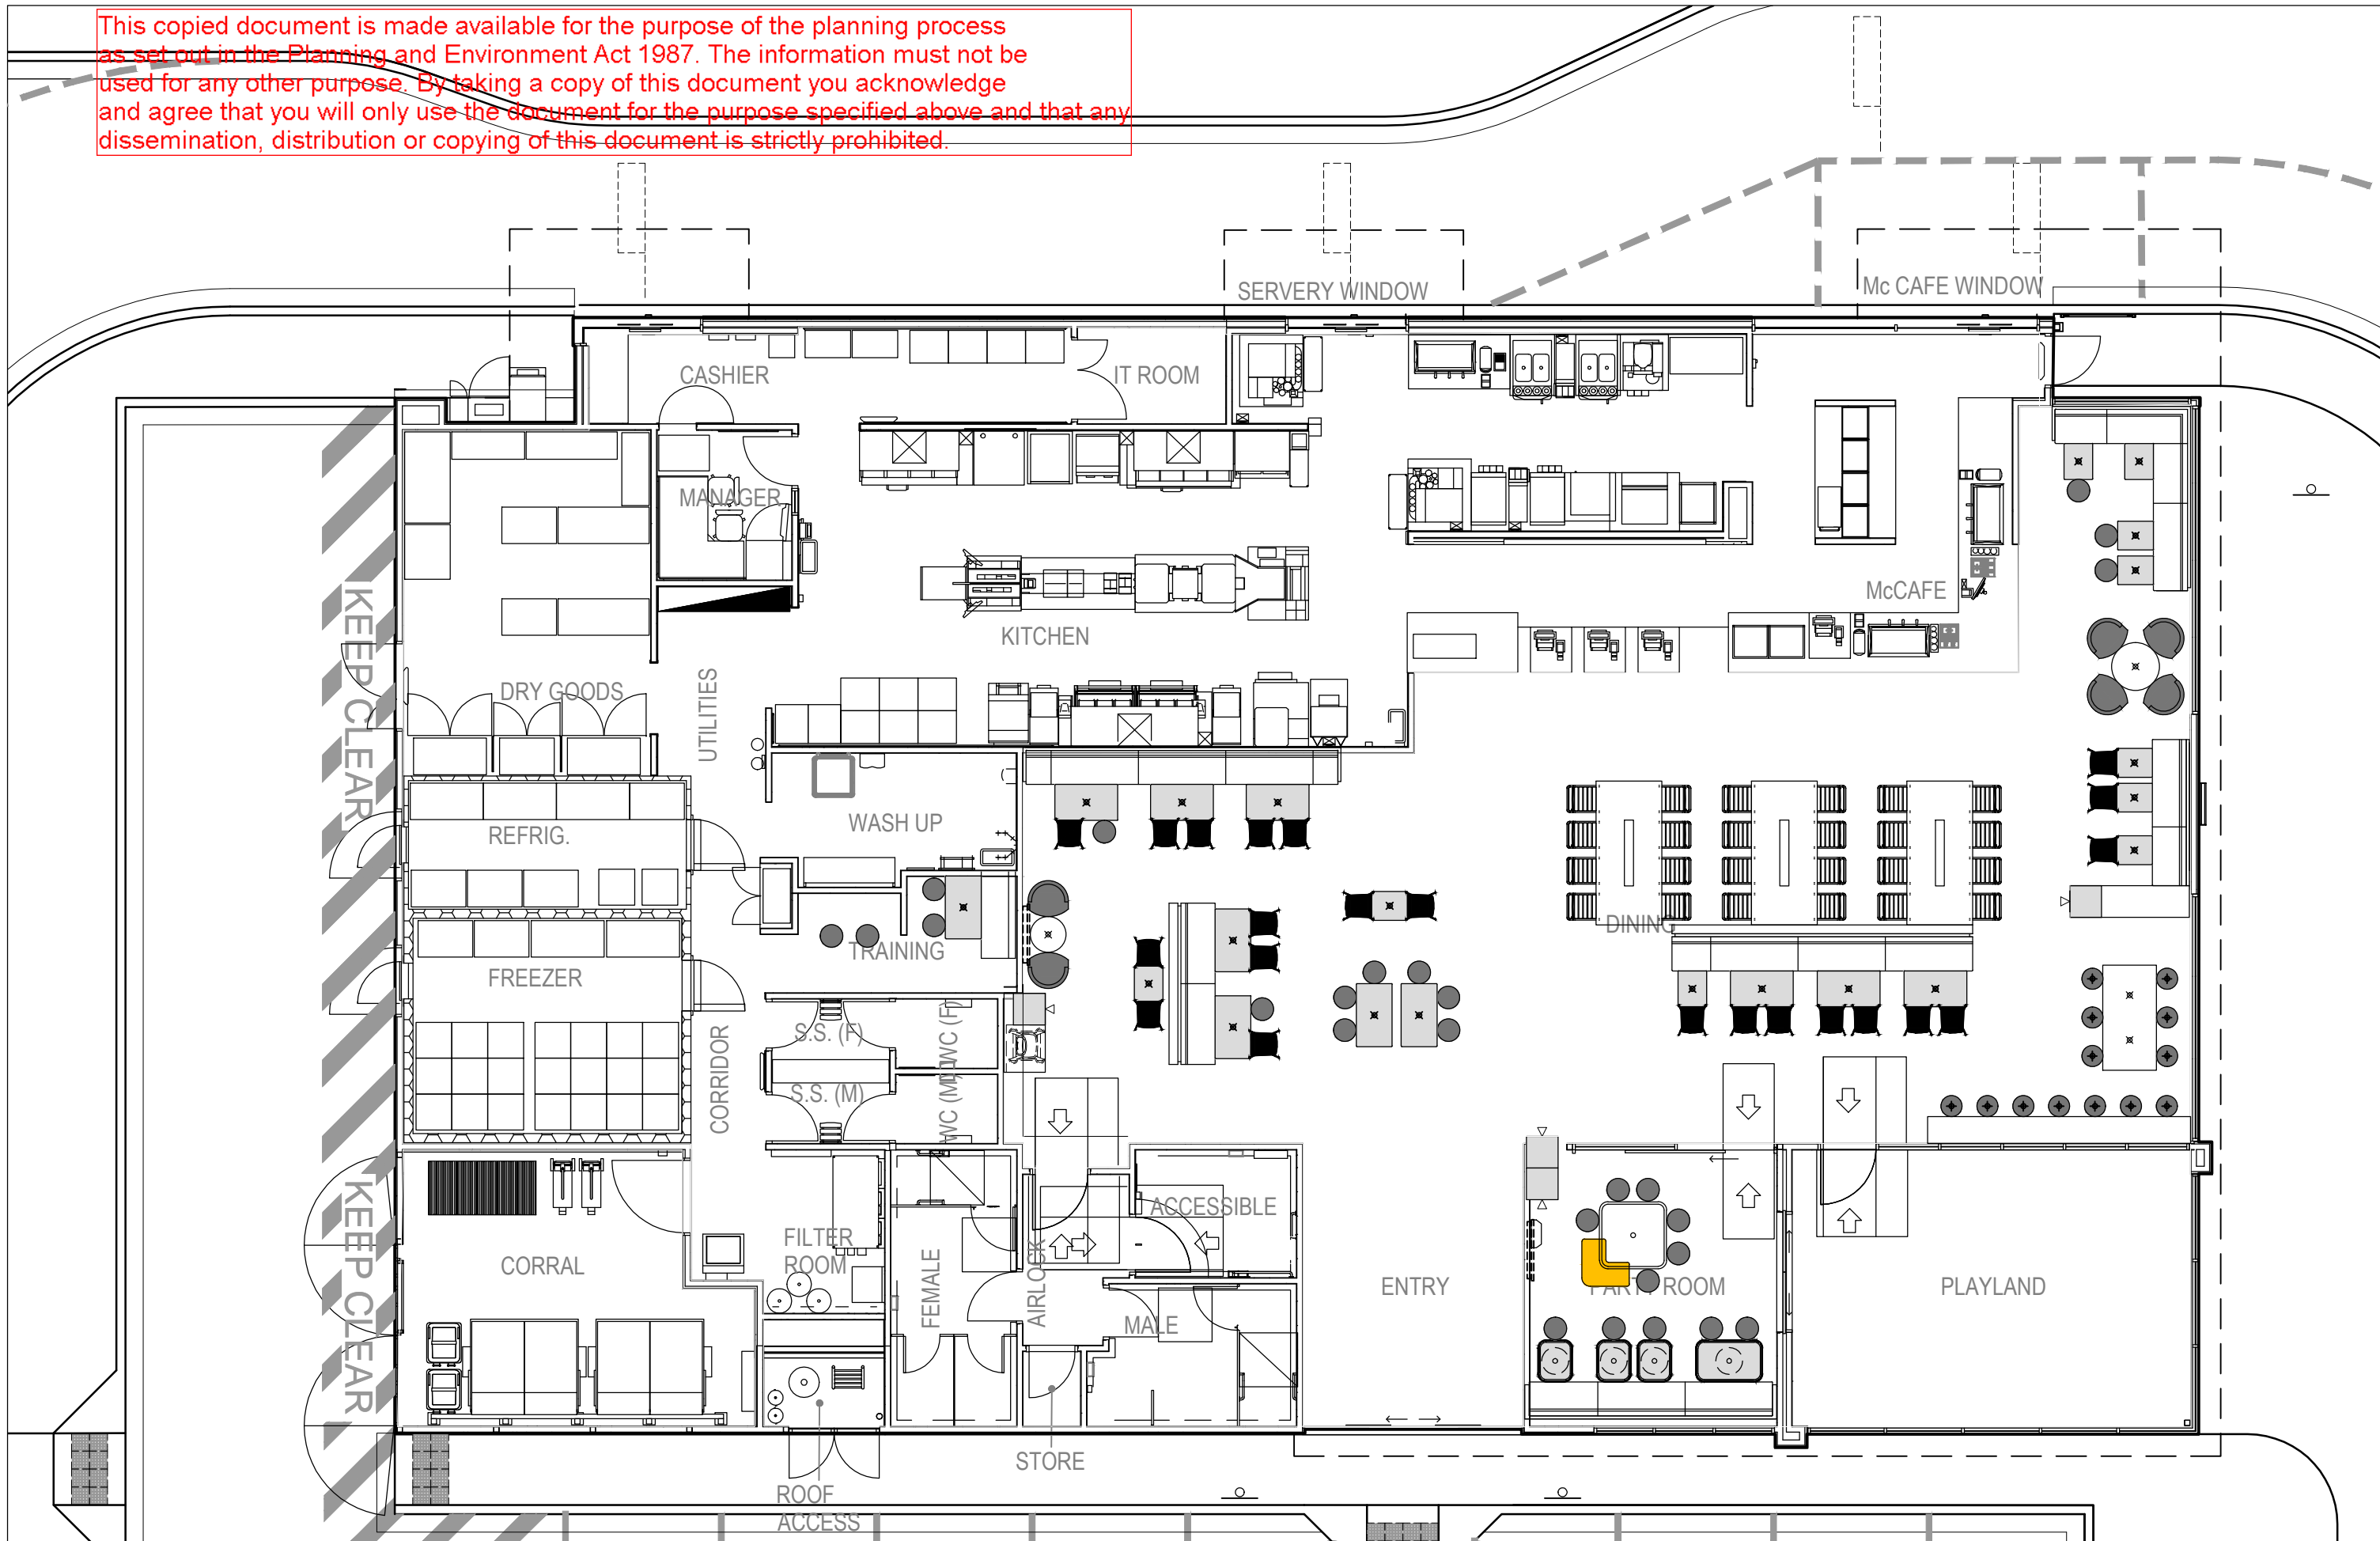 This copied document is made available for the purpose of the planning process
as set out in the Planning and Environment Act 1987. The information must not be
used for any other purpose. By taking a copy of this document you acknowledge
and agree that you will only use the document for the purpose specified above and that any
dissemination, distribution or copying of this document is strictly prohibited.
SERVERY WINDOW
Mc CAFE WINDOW
CASHIER
IT ROOM
MANAGER
McCAFE
KITCHEN
KEEP CLEAR
DRY GOODS
UTILITIES
WASH UP
REFRIG.
DINING
TRAINING
FREEZER
S.S. (F)
WC (F)
CORRIDOR
S.S. (M)
WC (M)
KEEP CLEAR
ACCESSIBLE
FILTER
ROOM
CORRAL
FEMALE
AIRLOCK
ENTRY
PARTY ROOM
PLAYLAND
MALE
STORE
ROOF
ACCESS